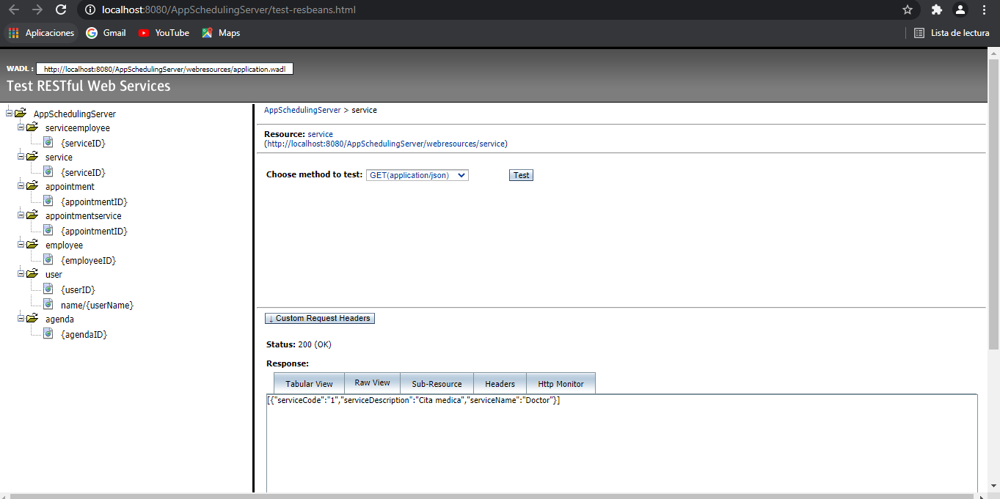 localhost:8080/AppSchedulingServer/test-resbeans.html
Aplicaciones Gmail YouTube Maps Lista de lectura
WADL : http://localhost:8080/AppSchedulingServer/webresources/application.wadl
Test RESTful Web Services
AppSchedulingServer
serviceemployee
{serviceID}
service
{serviceID}
appointment
{appointmentID}
appointmentservice
{appointmentID}
employee
{employeeID}
user
{userID}
name/{userName}
agenda
{agendaID}
AppSchedulingServer > service
Resource: service
(http://localhost:8080/AppSchedulingServer/webresources/service)
Choose method to test: GET(application/json) Test
↓ Custom Request Headers
Status: 200 (OK)
Response:
Tabular View Raw View Sub-Resource Headers Http Monitor
[{"serviceCode":"1","serviceDescription":"Cita medica","serviceName":"Doctor"}]